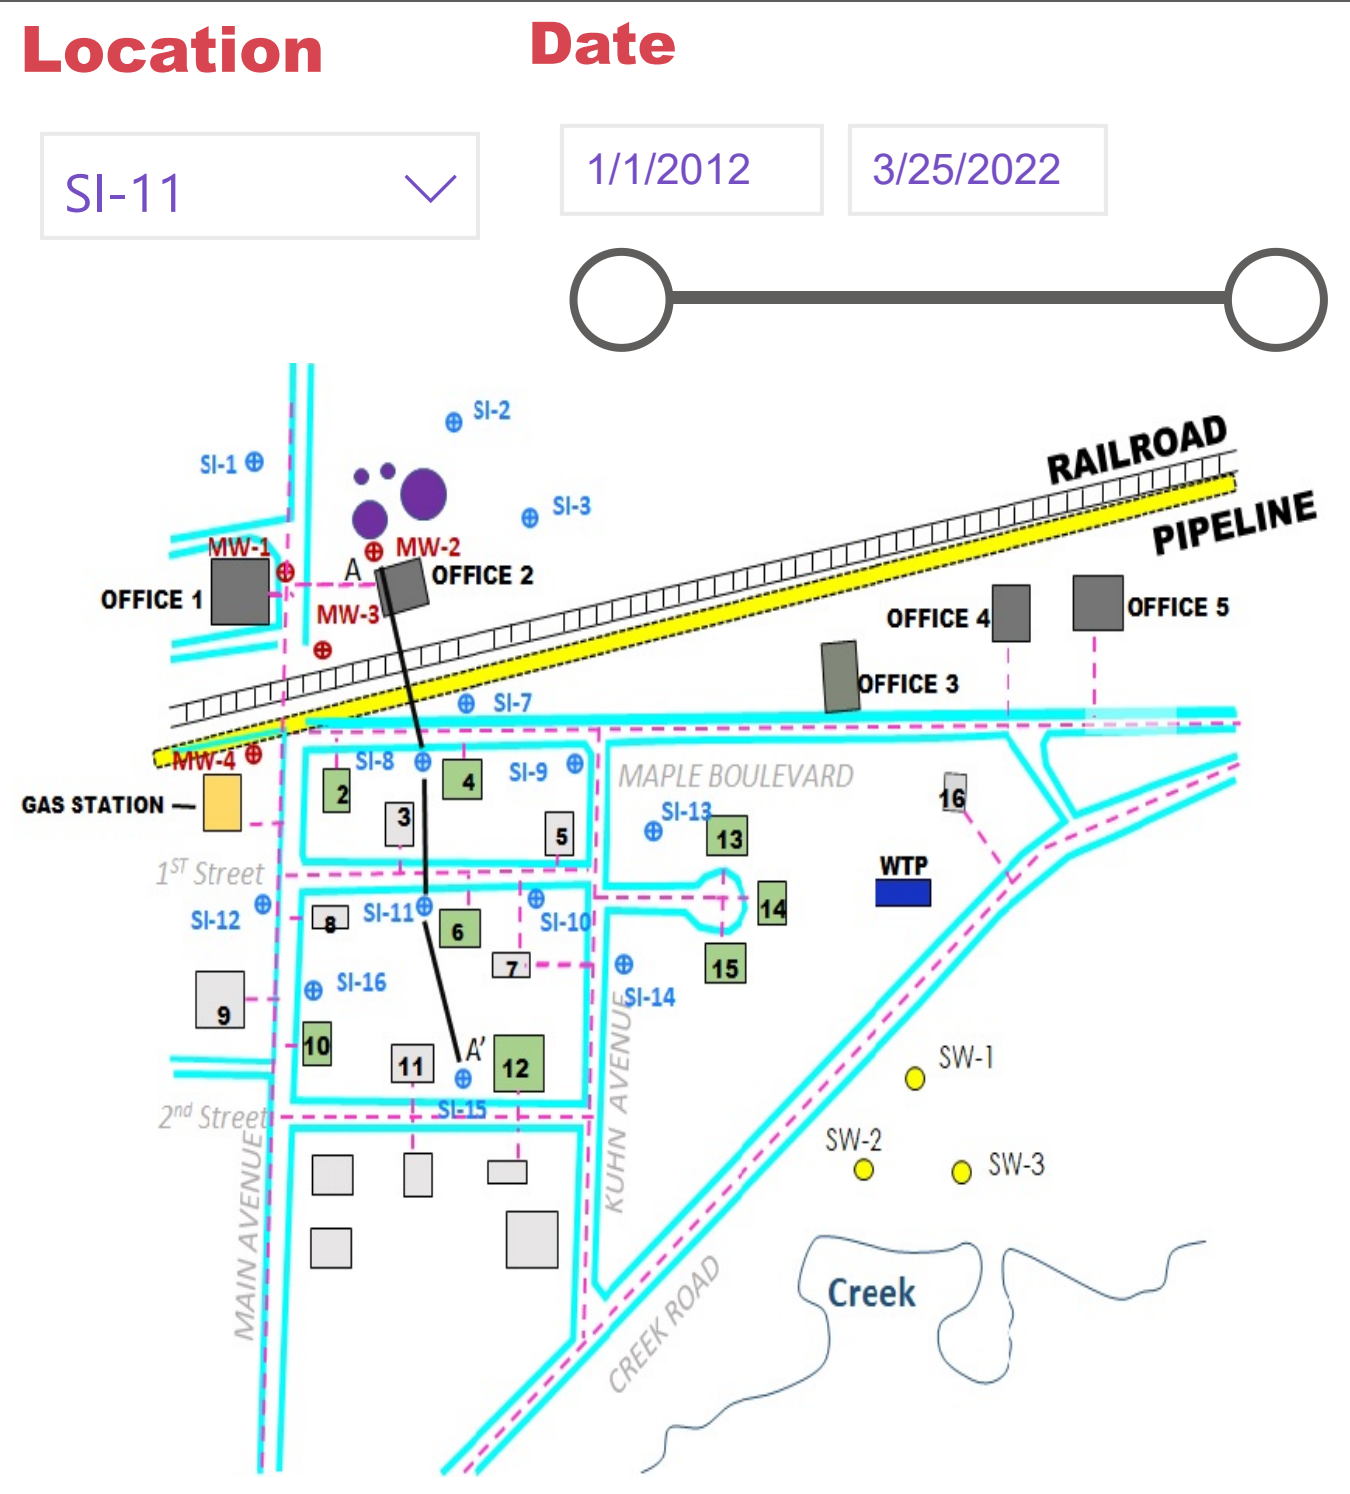 Location
Date
SI-11
1/1/2012
3/25/2022
SI-2
SI-1
SI-3
RAILROAD
PIPELINE
MW-1
MW-2
A
OFFICE 2
OFFICE 1
MW-3
OFFICE 4
OFFICE 5
OFFICE 3
SI-7
MW-4
SI-8
SI-9
MAPLE BOULEVARD
GAS STATION
2
4
3
5
SI-13
13
16
1ST Street
WTP
SI-12
8
SI-11
6
SI-10
14
7
15
SI-16
SI-14
9
10
11
A'
12
KUHN AVENUE
SW-1
SI-15
2nd Street
SW-2
SW-3
MAIN AVENUE
CREEK ROAD
Creek